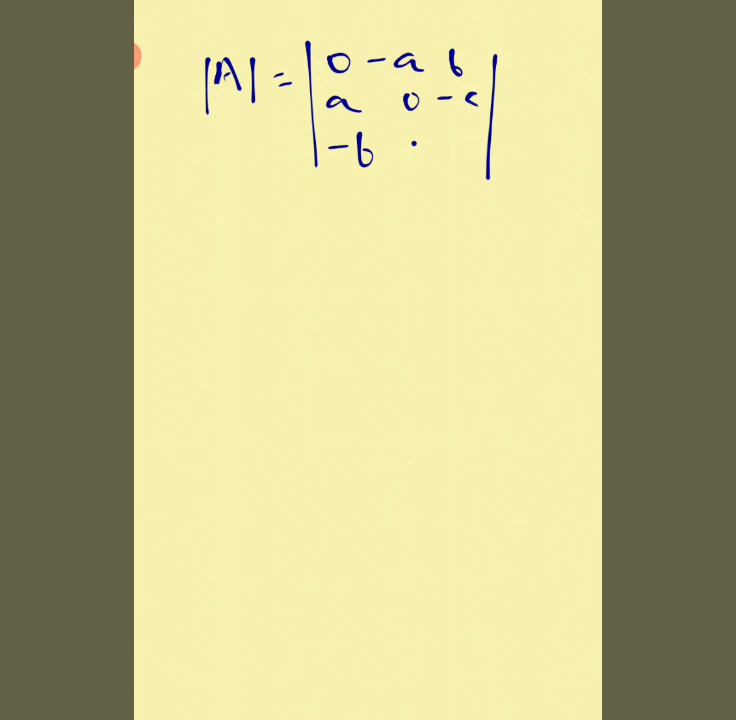 |A| = | 0 -a b |
| a 0 -c |
| -b . |